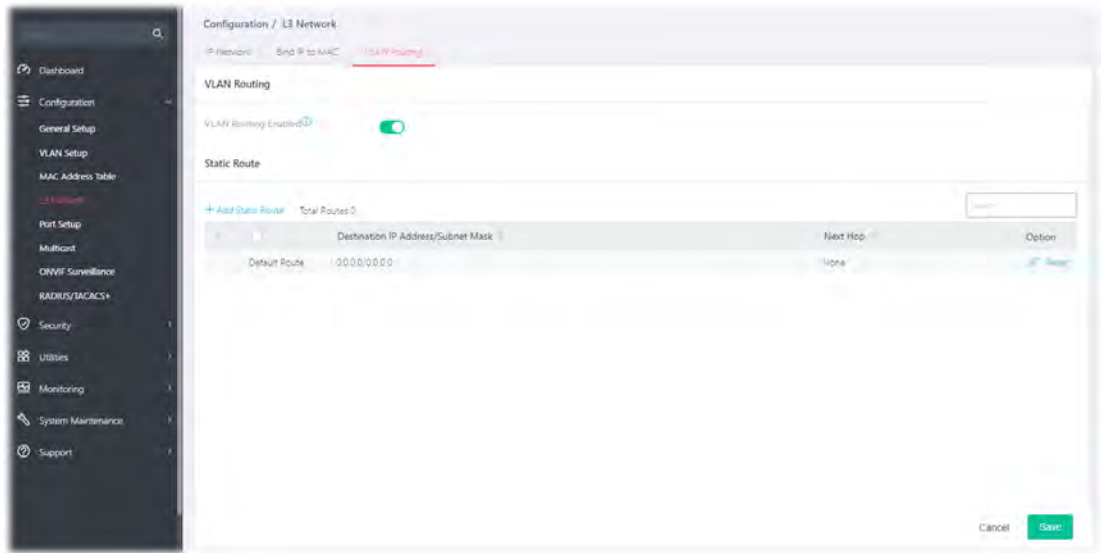 Configuration / L3 Network
IP Network Bind IP to MAC VLAN Routing
Dashboard
Configuration
General Setup
VLAN Setup
MAC Address Table
L3 Network
Port Setup
Multicast
ONVIF Surveillance
RADIUS/TACACS+
Security
Utilities
Monitoring
System Maintenance
Support
VLAN Routing
VLAN Routing Enabled
Static Route
+ Add Static Route Total Routes 0
Destination IP Address/Subnet Mask Next Hop Option
Default Route 0.0.0.0/0.0.0.0 None
Cancel Save